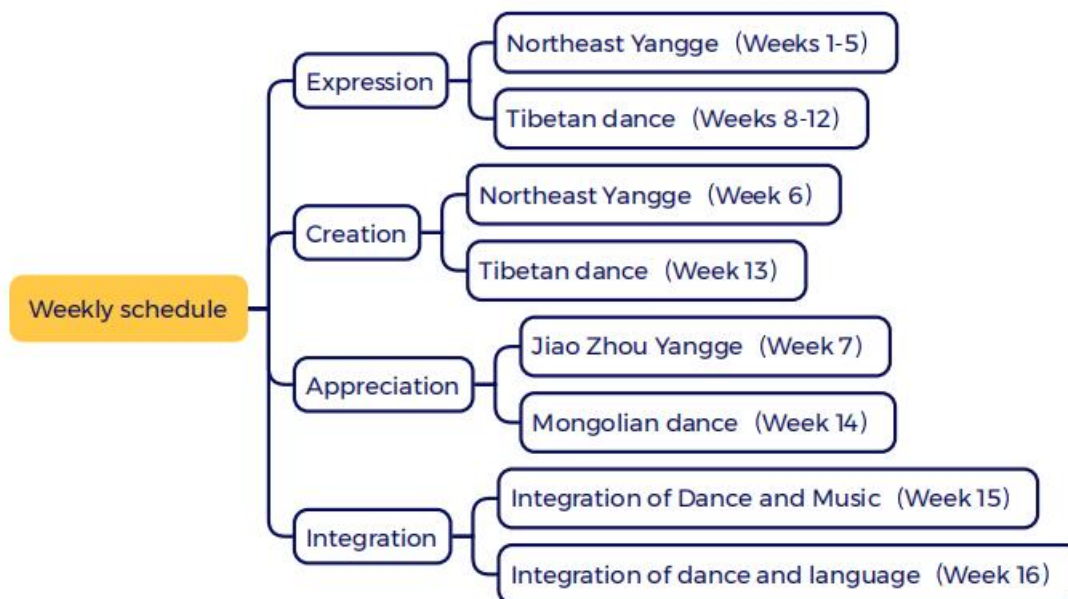 Weekly schedule
Expression
Northeast Yangge（Weeks 1-5）
Tibetan dance（Weeks 8-12）
Creation
Northeast Yangge（Week 6）
Tibetan dance（Week 13）
Appreciation
Jiao Zhou Yangge（Week 7）
Mongolian dance（Week 14）
Integration
Integration of Dance and Music（Week 15）
Integration of dance and language（Week 16）